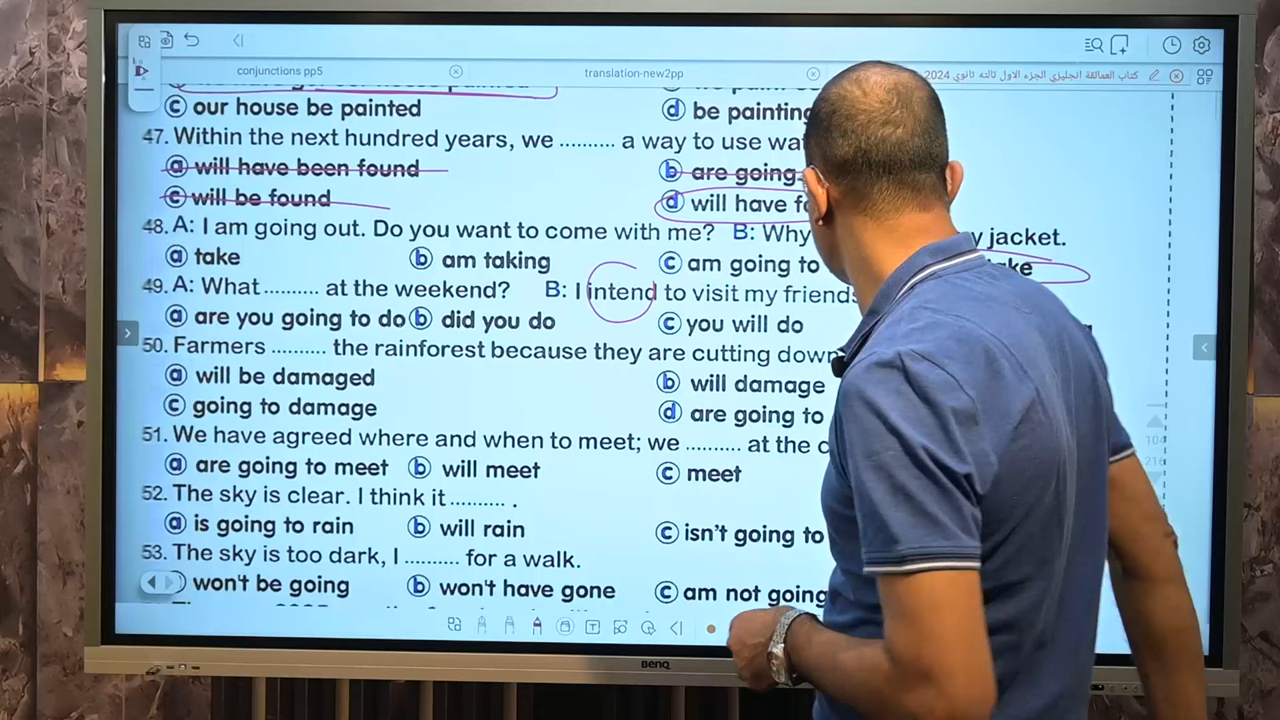 conjunctions pp5
translation-new2pp
كتاب العمالقة انجليزي الجزء الاول تالته ثانوي 2024
c our house be painted
d be painting
47. Within the next hundred years, we .......... a way to use
a will have been found
b are going
c will be found
d will have
48. A: I am going out. Do you want to come with me? B: Why jacket.
a take
b am taking
c am going to
49. A: What .......... at the weekend? B: I intend to visit my friends
a are you going to do b did you do
c you will do
50. Farmers .......... the rainforest because they are cutting down
a will be damaged
b will damage
c going to damage
d are going to
51. We have agreed where and when to meet; we .......... at the
a are going to meet b will meet
c meet
52. The sky is clear. I think it .......... .
a is going to rain
b will rain
c isn't going to
53. The sky is too dark, I .......... for a walk.
won't be going
b won't have gone
c am not going
104
216
BenQ